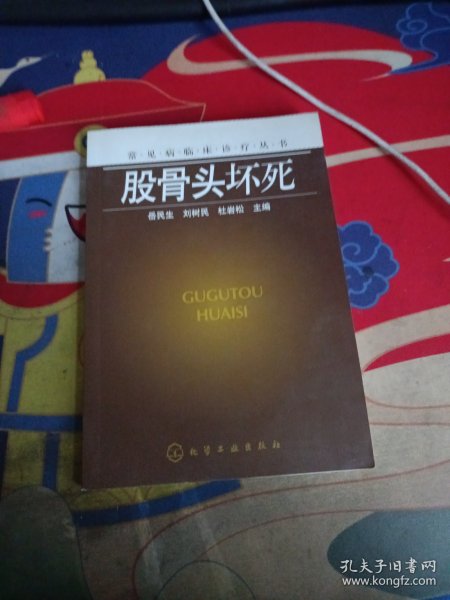 常·见·病·临·床·诊·疗·丛·书
股骨头坏死
岳民生 刘树民 杜岩松 主编
GUGUTOU
HUAISI
化学工业出版社
孔夫子旧书网
www.kongfz.com